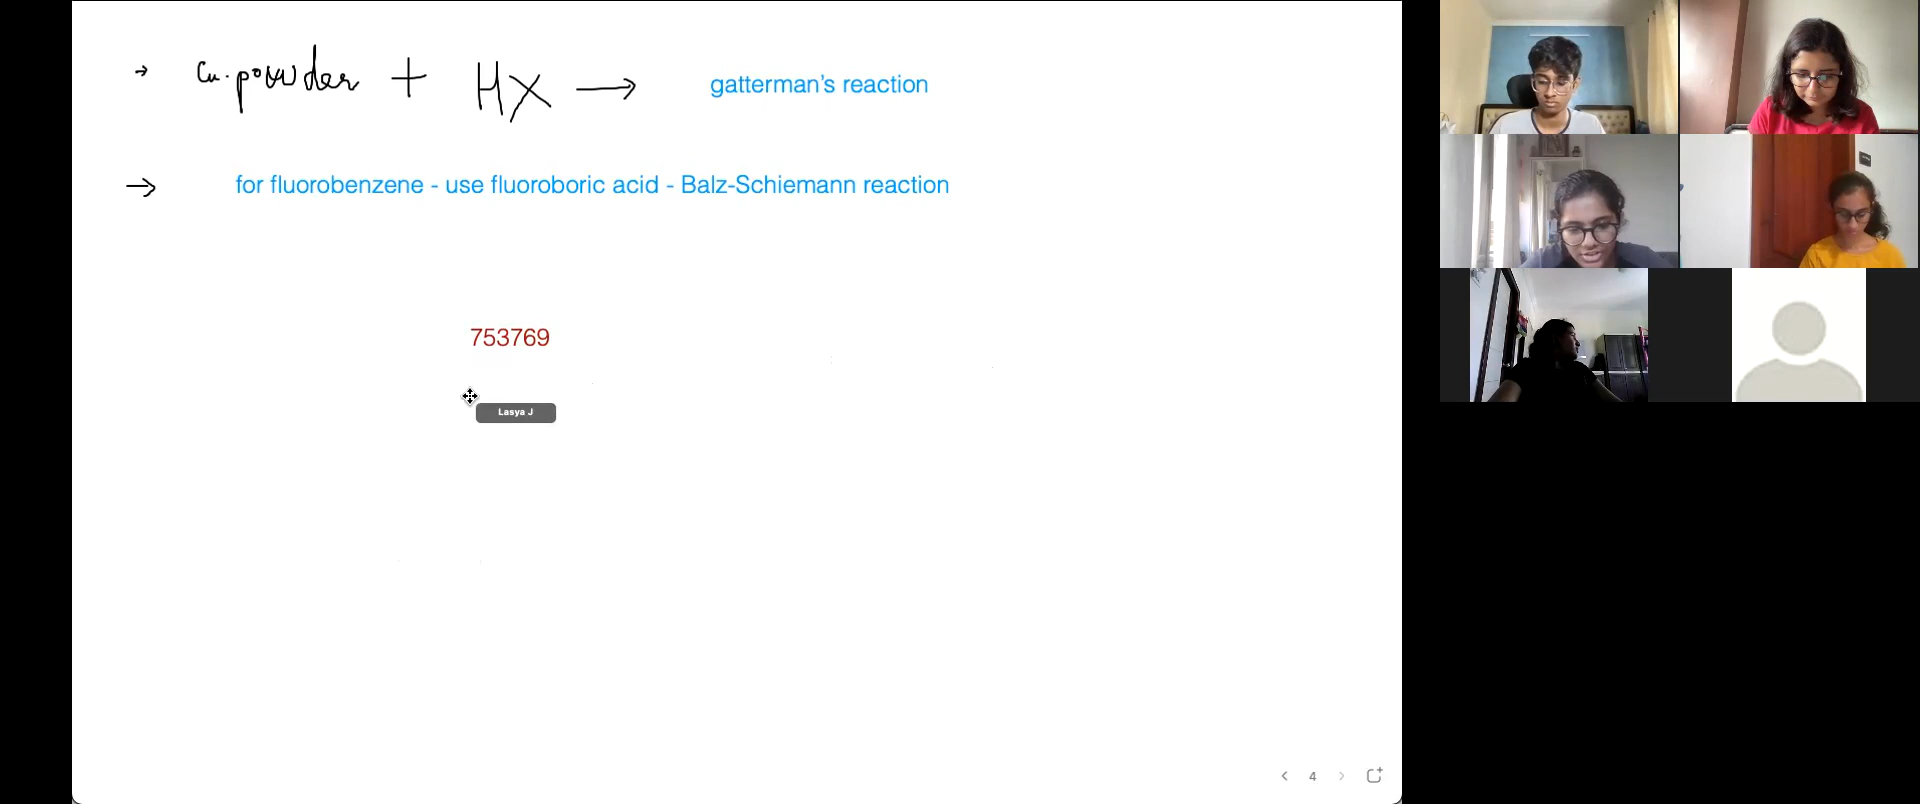 → Cu. powder + HX → gatterman's reaction
→ for fluorobenzene - use fluoroboric acid - Balz-Schiemann reaction
753769
Lasya J
< 4 >